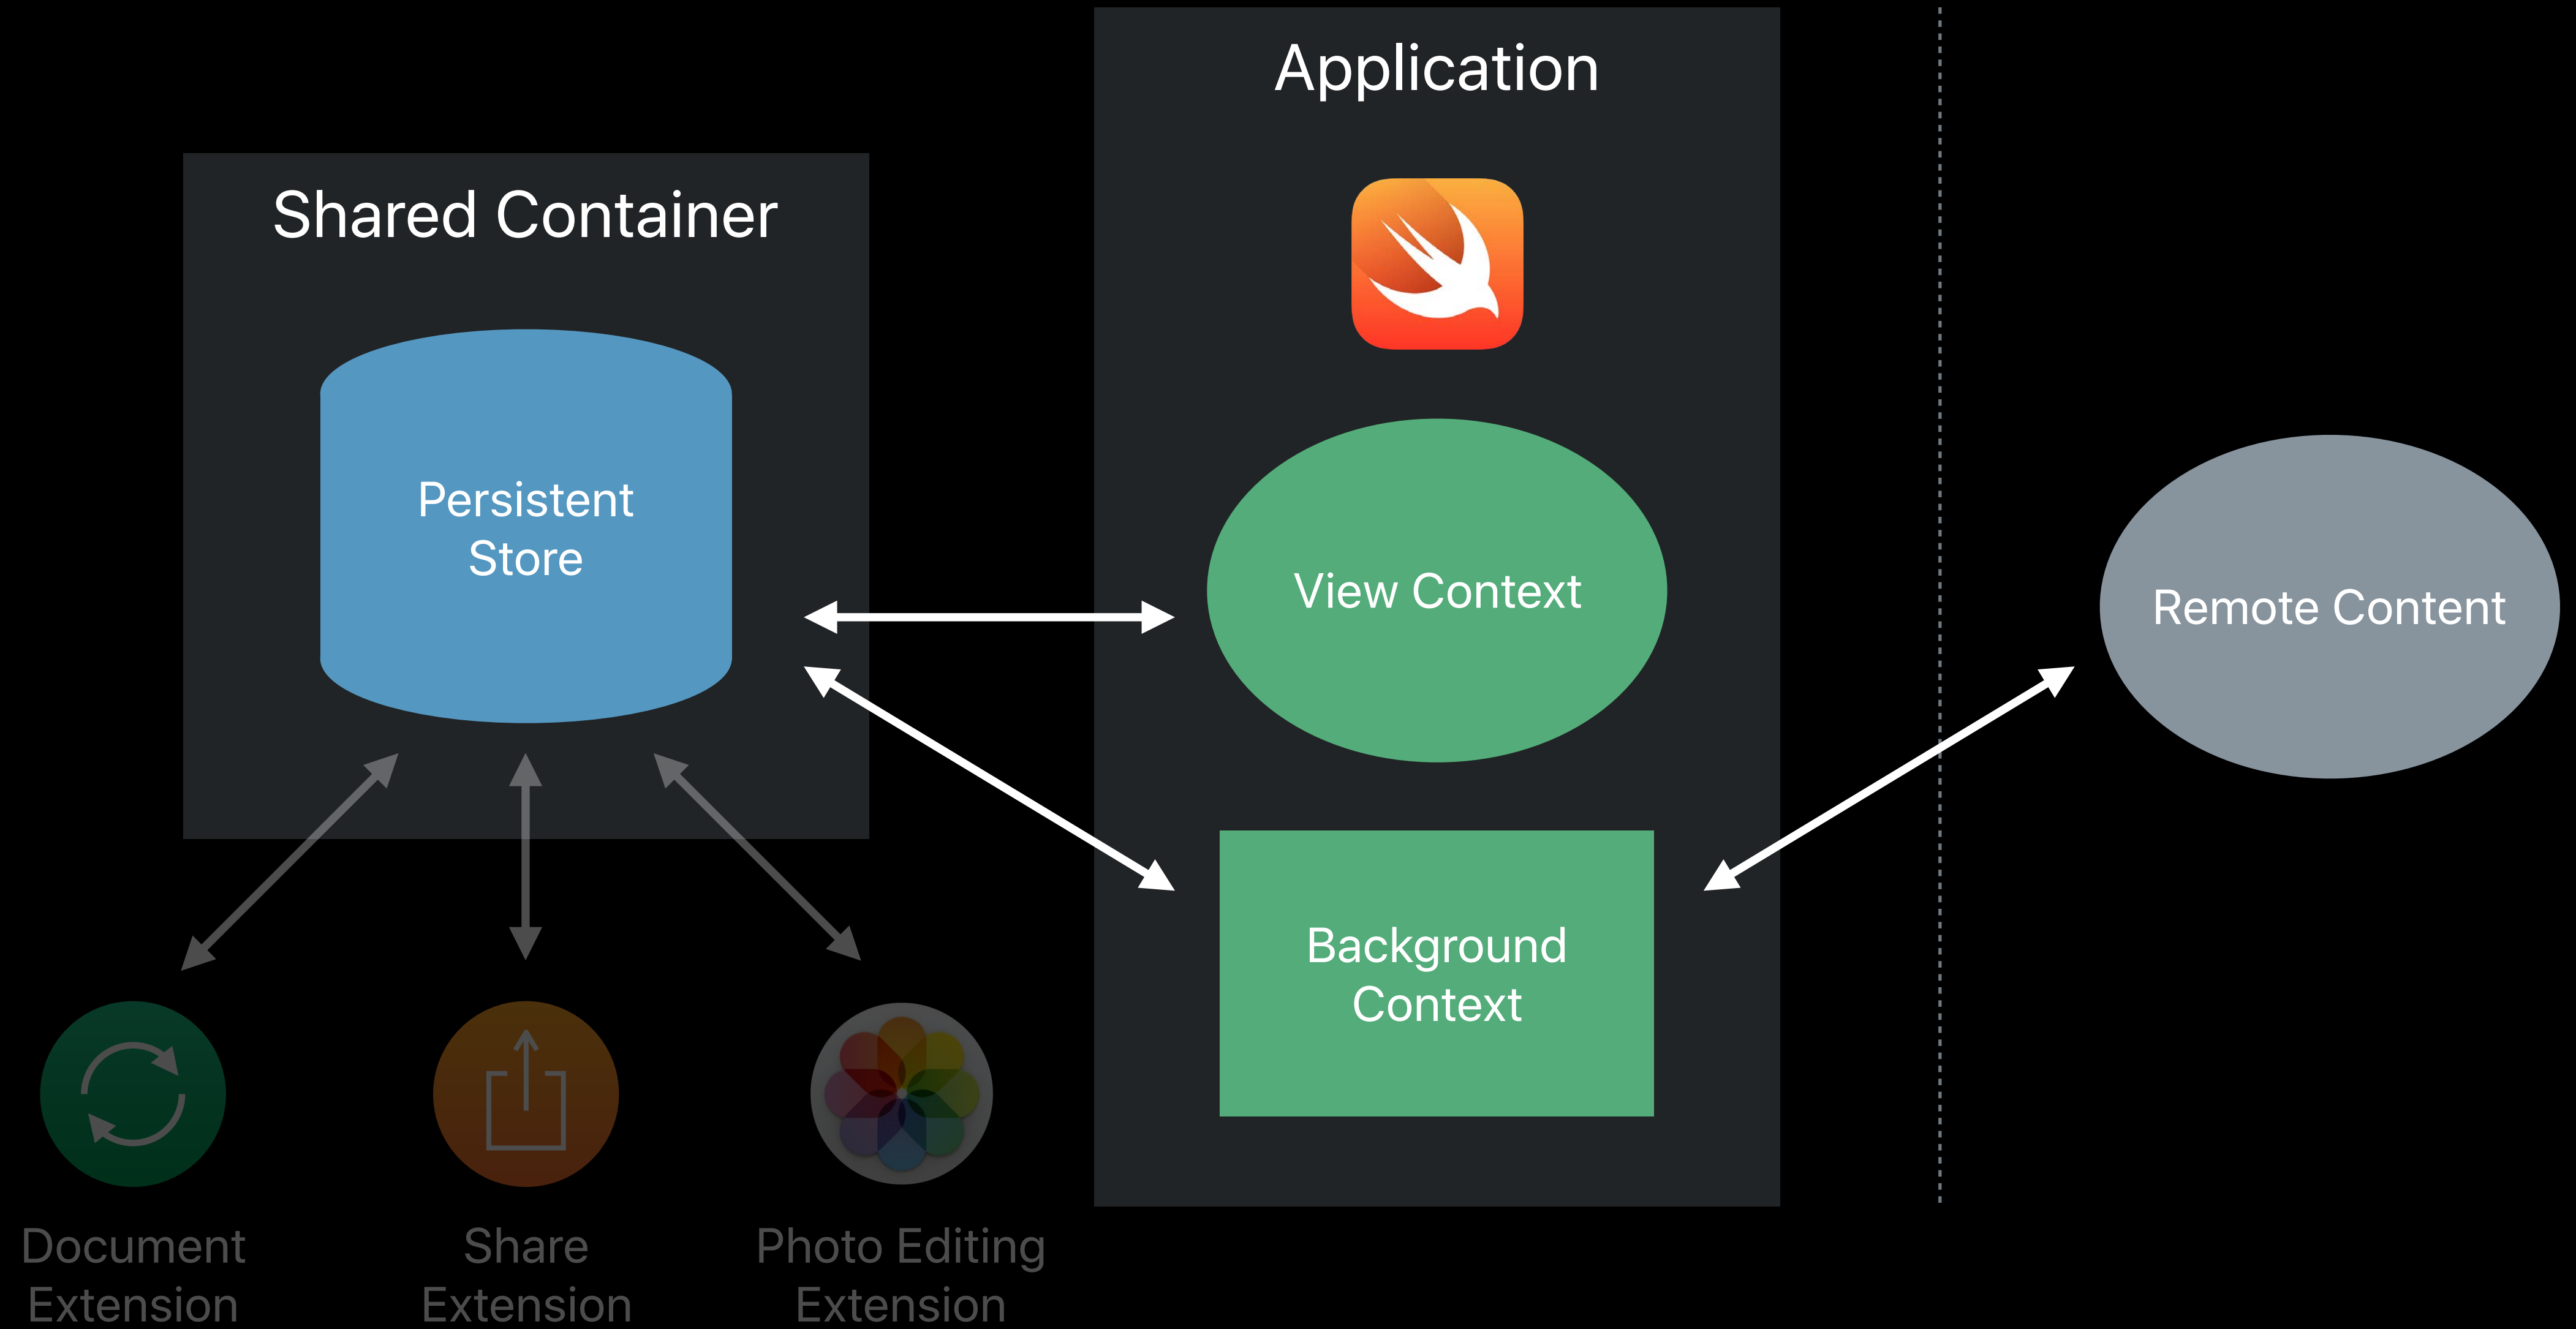 Application
Shared Container
Persistent
Store
View Context
Remote Content
Background
Context
Document
Extension
Share
Extension
Photo Editing
Extension